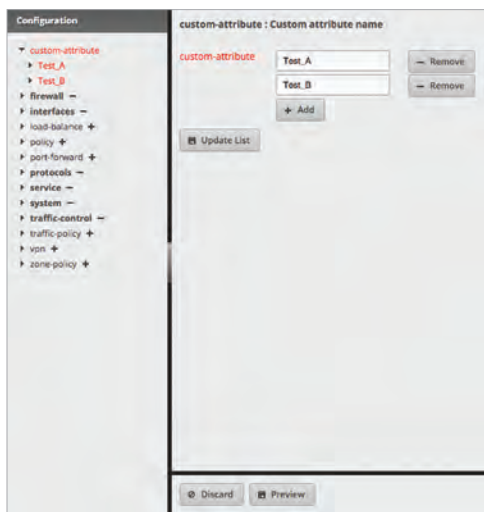 Configuration
custom-attribute
Test_A
Test_B
firewall −
interfaces −
load-balance +
policy +
port-forward +
protocols −
service −
system −
traffic-control −
traffic-policy +
vpn +
zone-policy +
custom-attribute : Custom attribute name
custom-attribute Test_A − Remove
Test_B − Remove
+ Add
Update List
Discard Preview